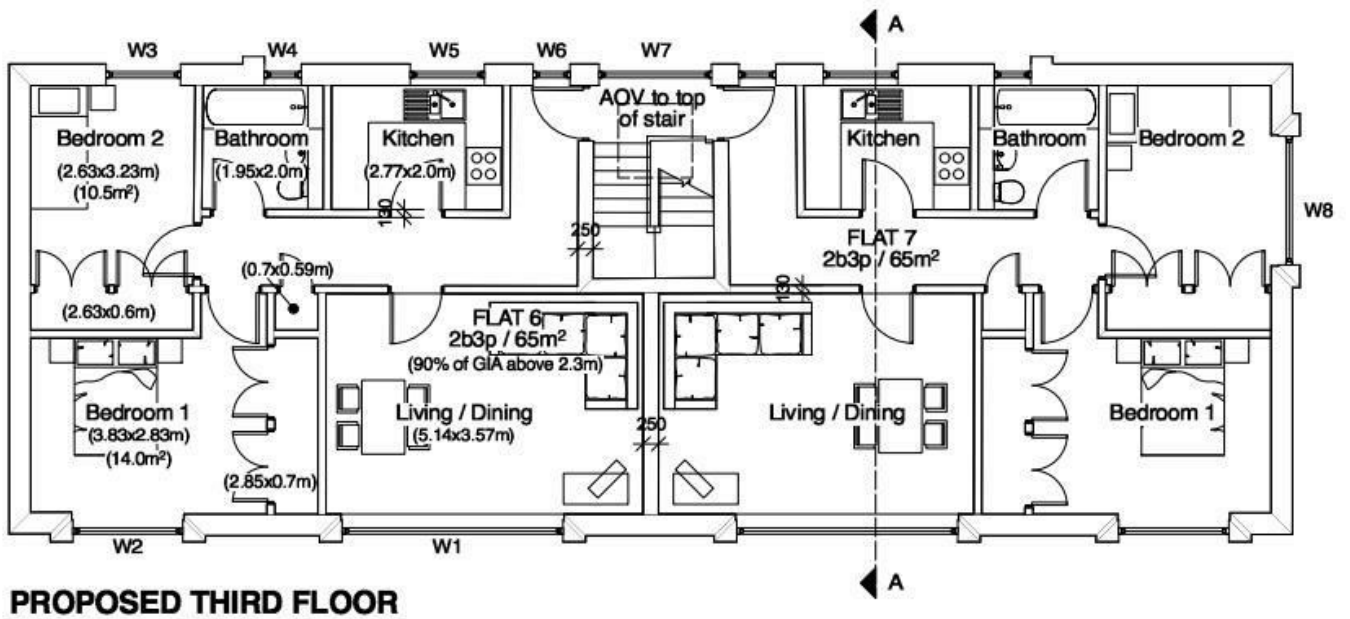 A
W3
W4
W5
W6
W7
AOV to top
of stair
Bedroom 2
(2.63x3.23m)
(10.5m²)
Bathroom
(1.95x2.0m)
Kitchen
(2.77x2.0m)
Kitchen
Bathroom
Bedroom 2
W8
130
250
FLAT 7
2b3p / 65m²
(0.7x0.59m)
(2.63x0.6m)
130
FLAT 6
2b3p / 65m²
(90% of GIA above 2.3m)
Bedroom 1
(3.83x2.83m)
(14.0m²)
Living / Dining
(5.14x3.57m)
250
Living / Dining
Bedroom 1
(2.85x0.7m)
W2
W1
A
PROPOSED THIRD FLOOR